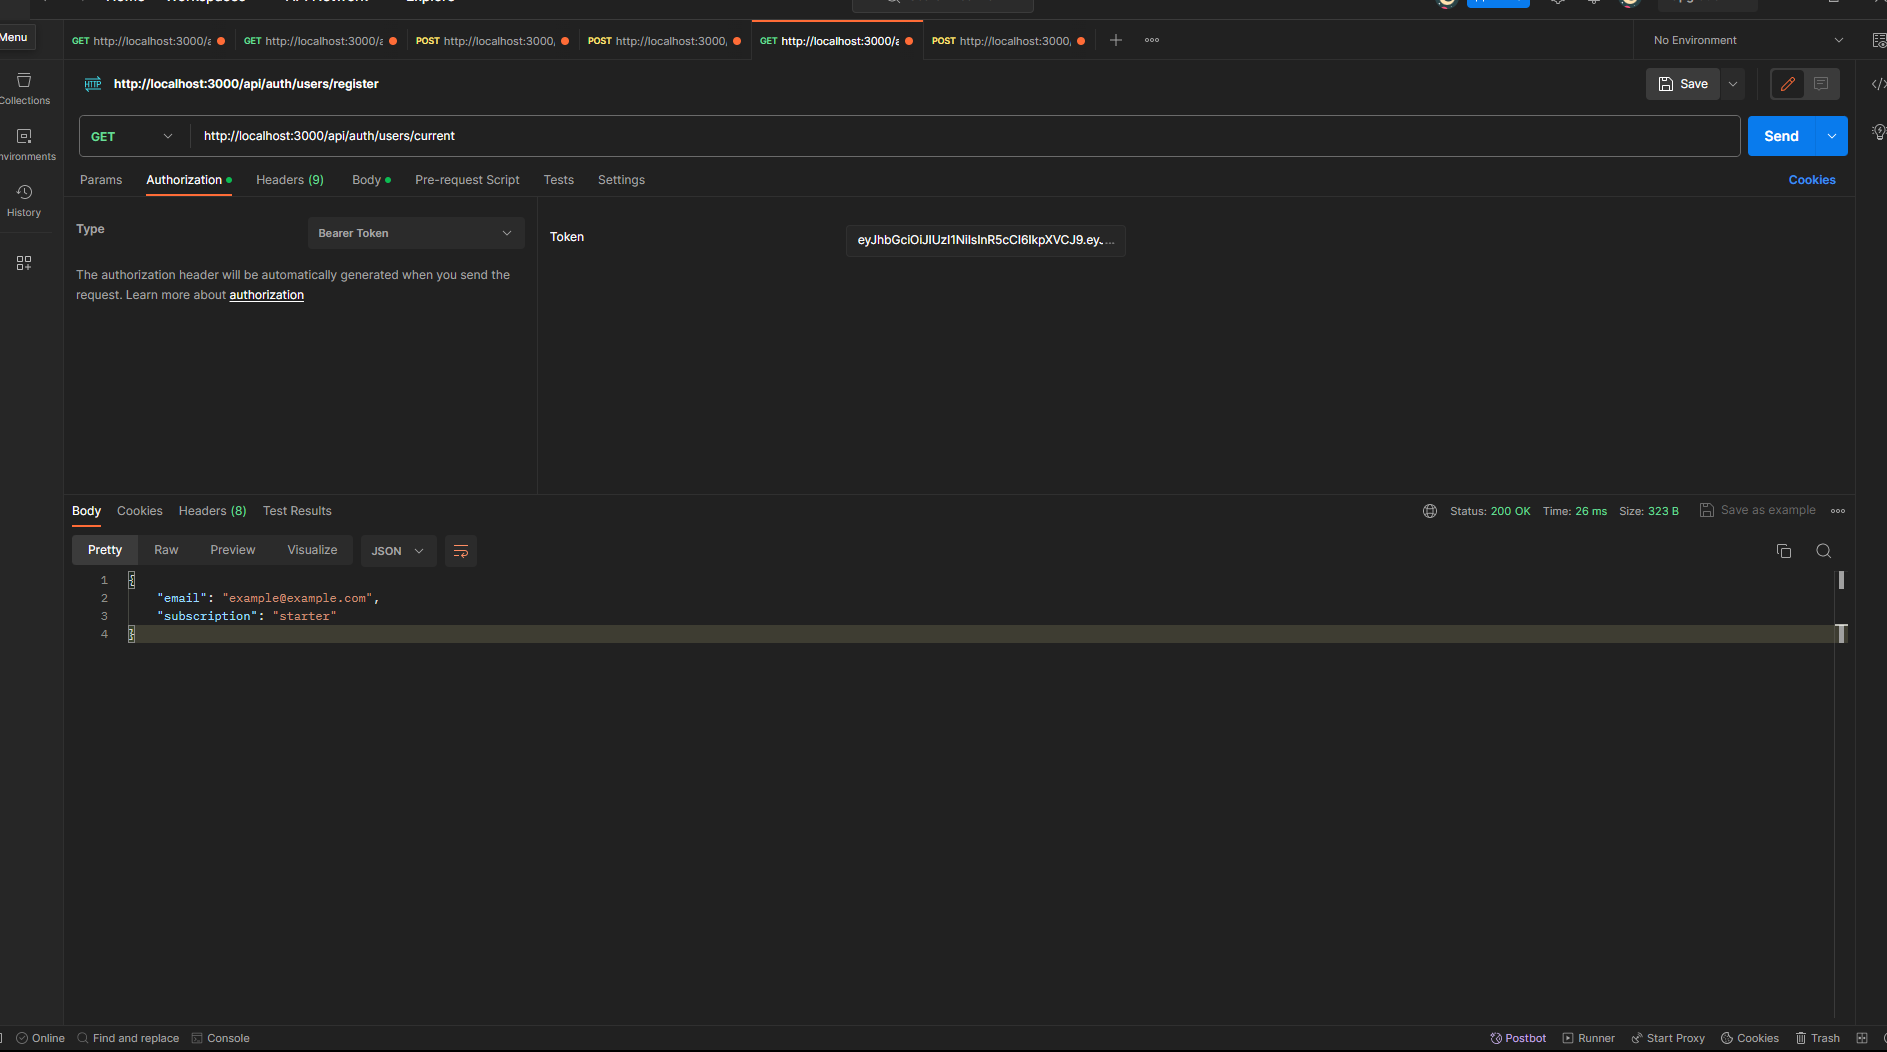 Menu
GET http://localhost:3000/a
GET http://localhost:3000/a
POST http://localhost:3000,
POST http://localhost:3000,
GET http://localhost:3000/a
POST http://localhost:3000,
No Environment
Collections
nvironments
History
HTTP
http://localhost:3000/api/auth/users/register
Save
GET
http://localhost:3000/api/auth/users/current
Send
Params
Authorization
Headers (9)
Body
Pre-request Script
Tests
Settings
Cookies
Type
Bearer Token
The authorization header will be automatically generated when you send the
request. Learn more about authorization
Token
eyJhbGciOiJIUzI1NiIsInR5cCI6IkpXVCJ9.eyJ...
Body
Cookies
Headers (8)
Test Results
Status: 200 OK
Time: 26 ms
Size: 323 B
Save as example
Pretty
Raw
Preview
Visualize
JSON
1 {
2 "email": "example@example.com",
3 "subscription": "starter"
4 }
Online
Find and replace
Console
Postbot
Runner
Start Proxy
Cookies
Trash